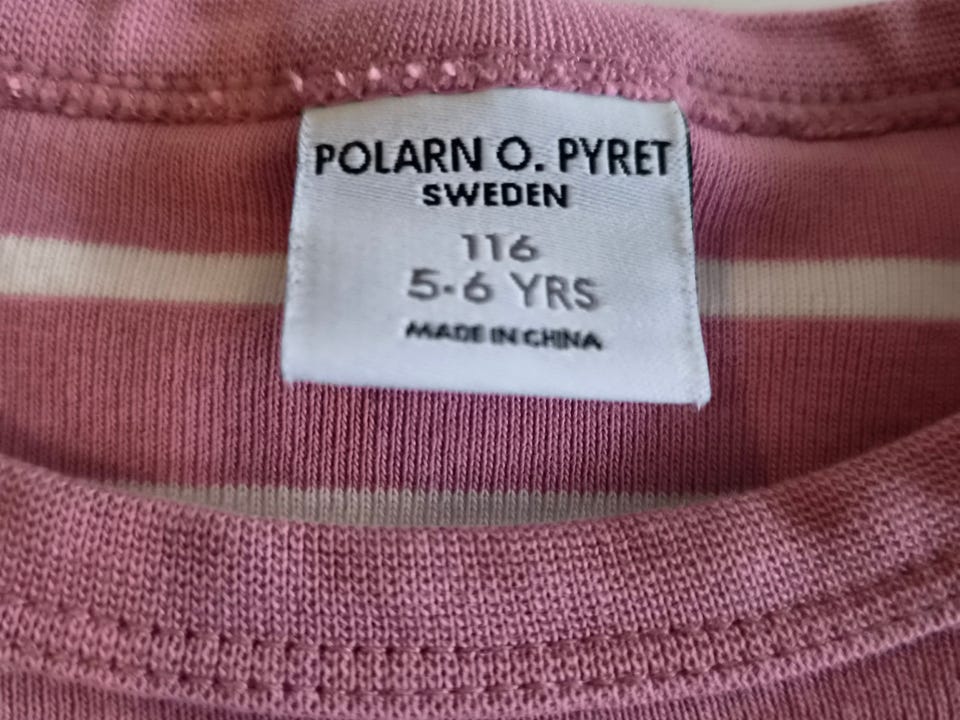 POLARN O. PYRET
SWEDEN
116
5-6 YRS
MADE IN CHINA